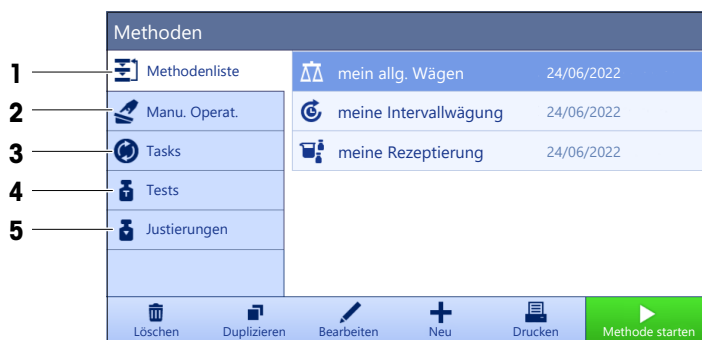 Methoden
1 Methodenliste
2 Manu. Operat.
3 Tasks
4 Tests
5 Justierungen
mein allg. Wägen 24/06/2022
meine Intervallwägung 24/06/2022
meine Rezeptierung 24/06/2022
Löschen Duplizieren Bearbeiten Neu Drucken Methode starten